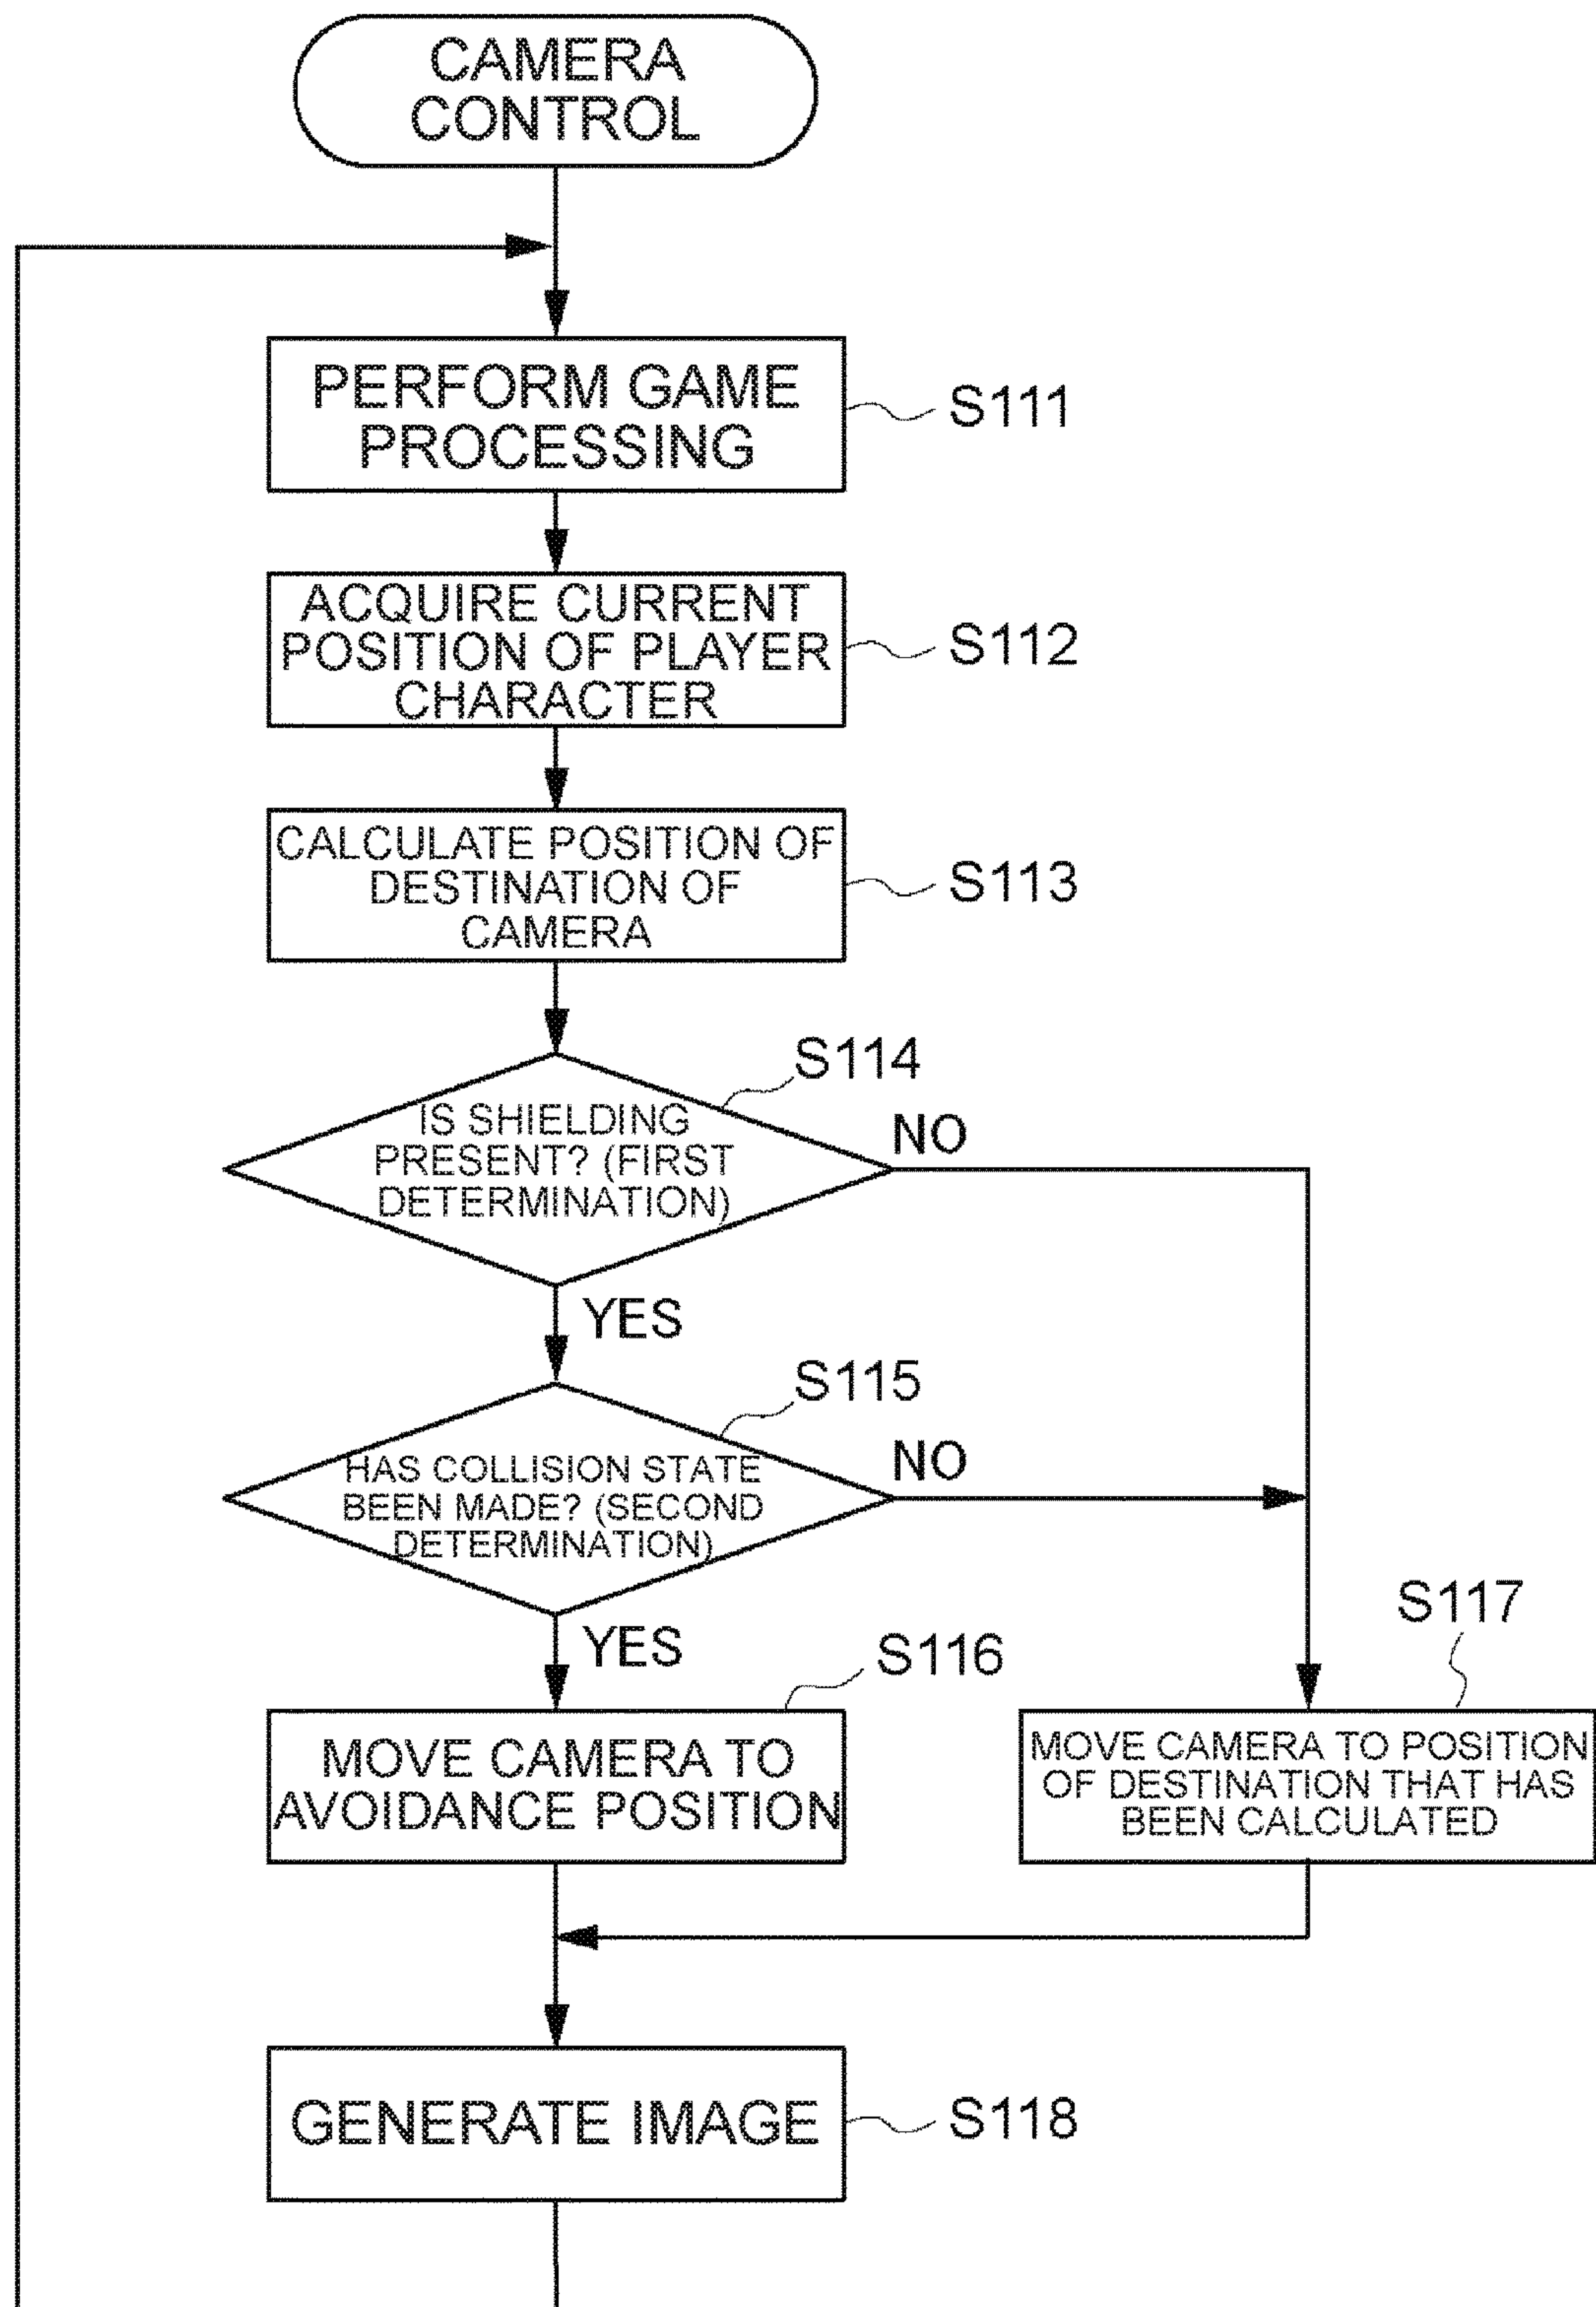 CAMERA
CONTROL
PERFORM GAME
PROCESSING
S111
ACQUIRE CURRENT
POSITION OF PLAYER
CHARACTER
S112
CALCULATE POSITION OF
DESTINATION OF
CAMERA
S113
S114
IS SHIELDING
PRESENT? (FIRST
DETERMINATION)
NO
YES
S115
HAS COLLISION STATE
BEEN MADE? (SECOND
DETERMINATION)
NO
YES
S116
MOVE CAMERA TO
AVOIDANCE POSITION
S117
MOVE CAMERA TO POSITION
OF DESTINATION THAT HAS
BEEN CALCULATED
GENERATE IMAGE
S118